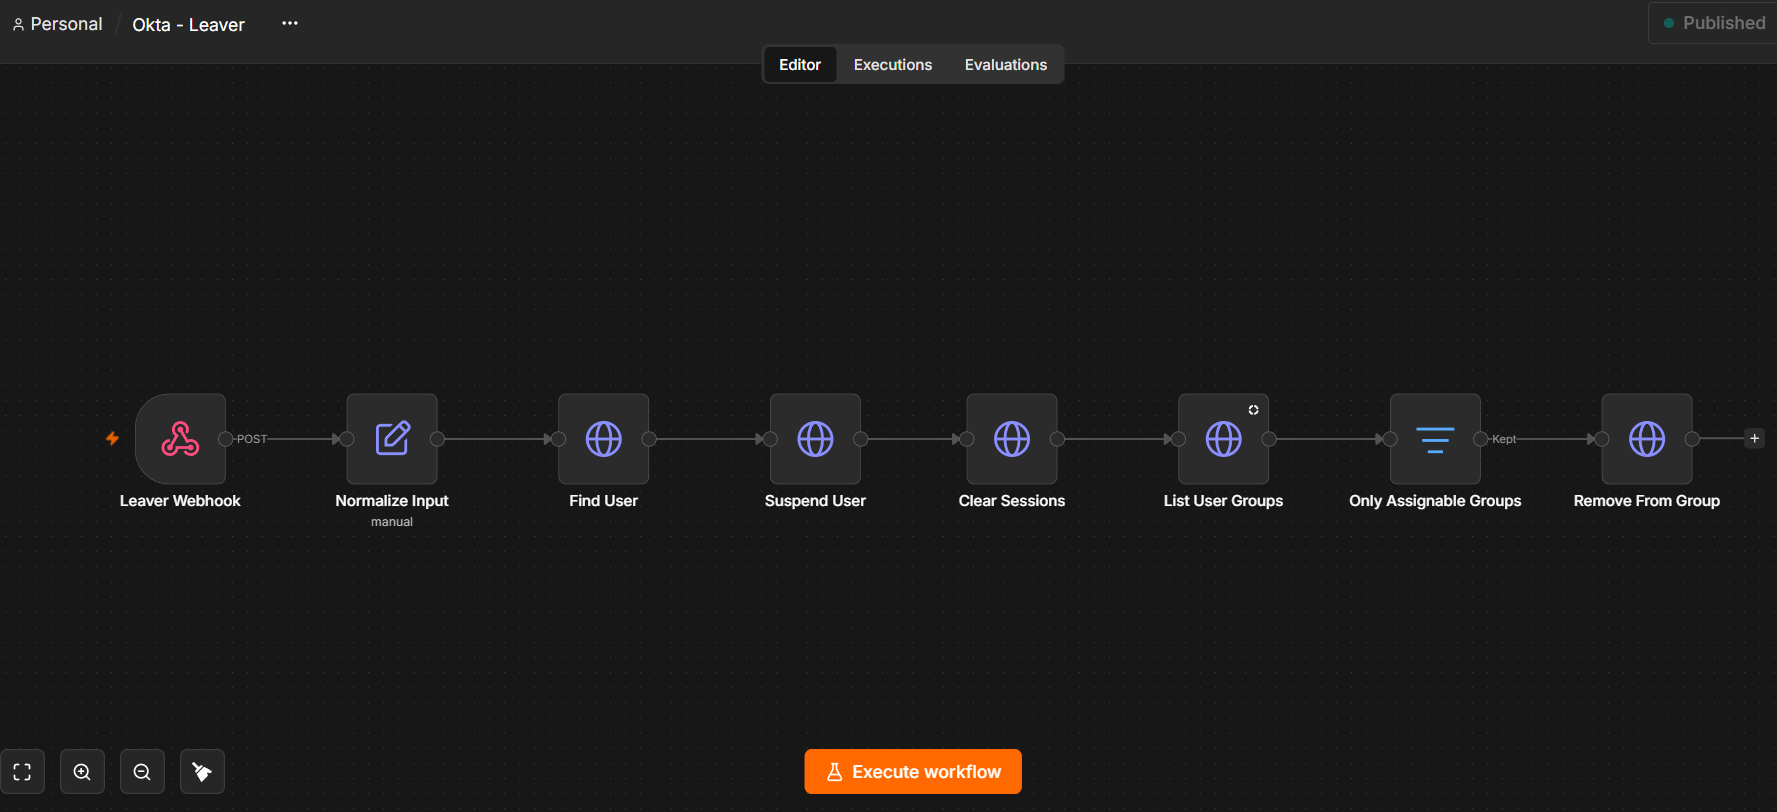 Personal / Okta - Leaver ...
Published
Editor Executions Evaluations
POST
Kept
Leaver Webhook
Normalize Input
manual
Find User
Suspend User
Clear Sessions
List User Groups
Only Assignable Groups
Remove From Group
Execute workflow